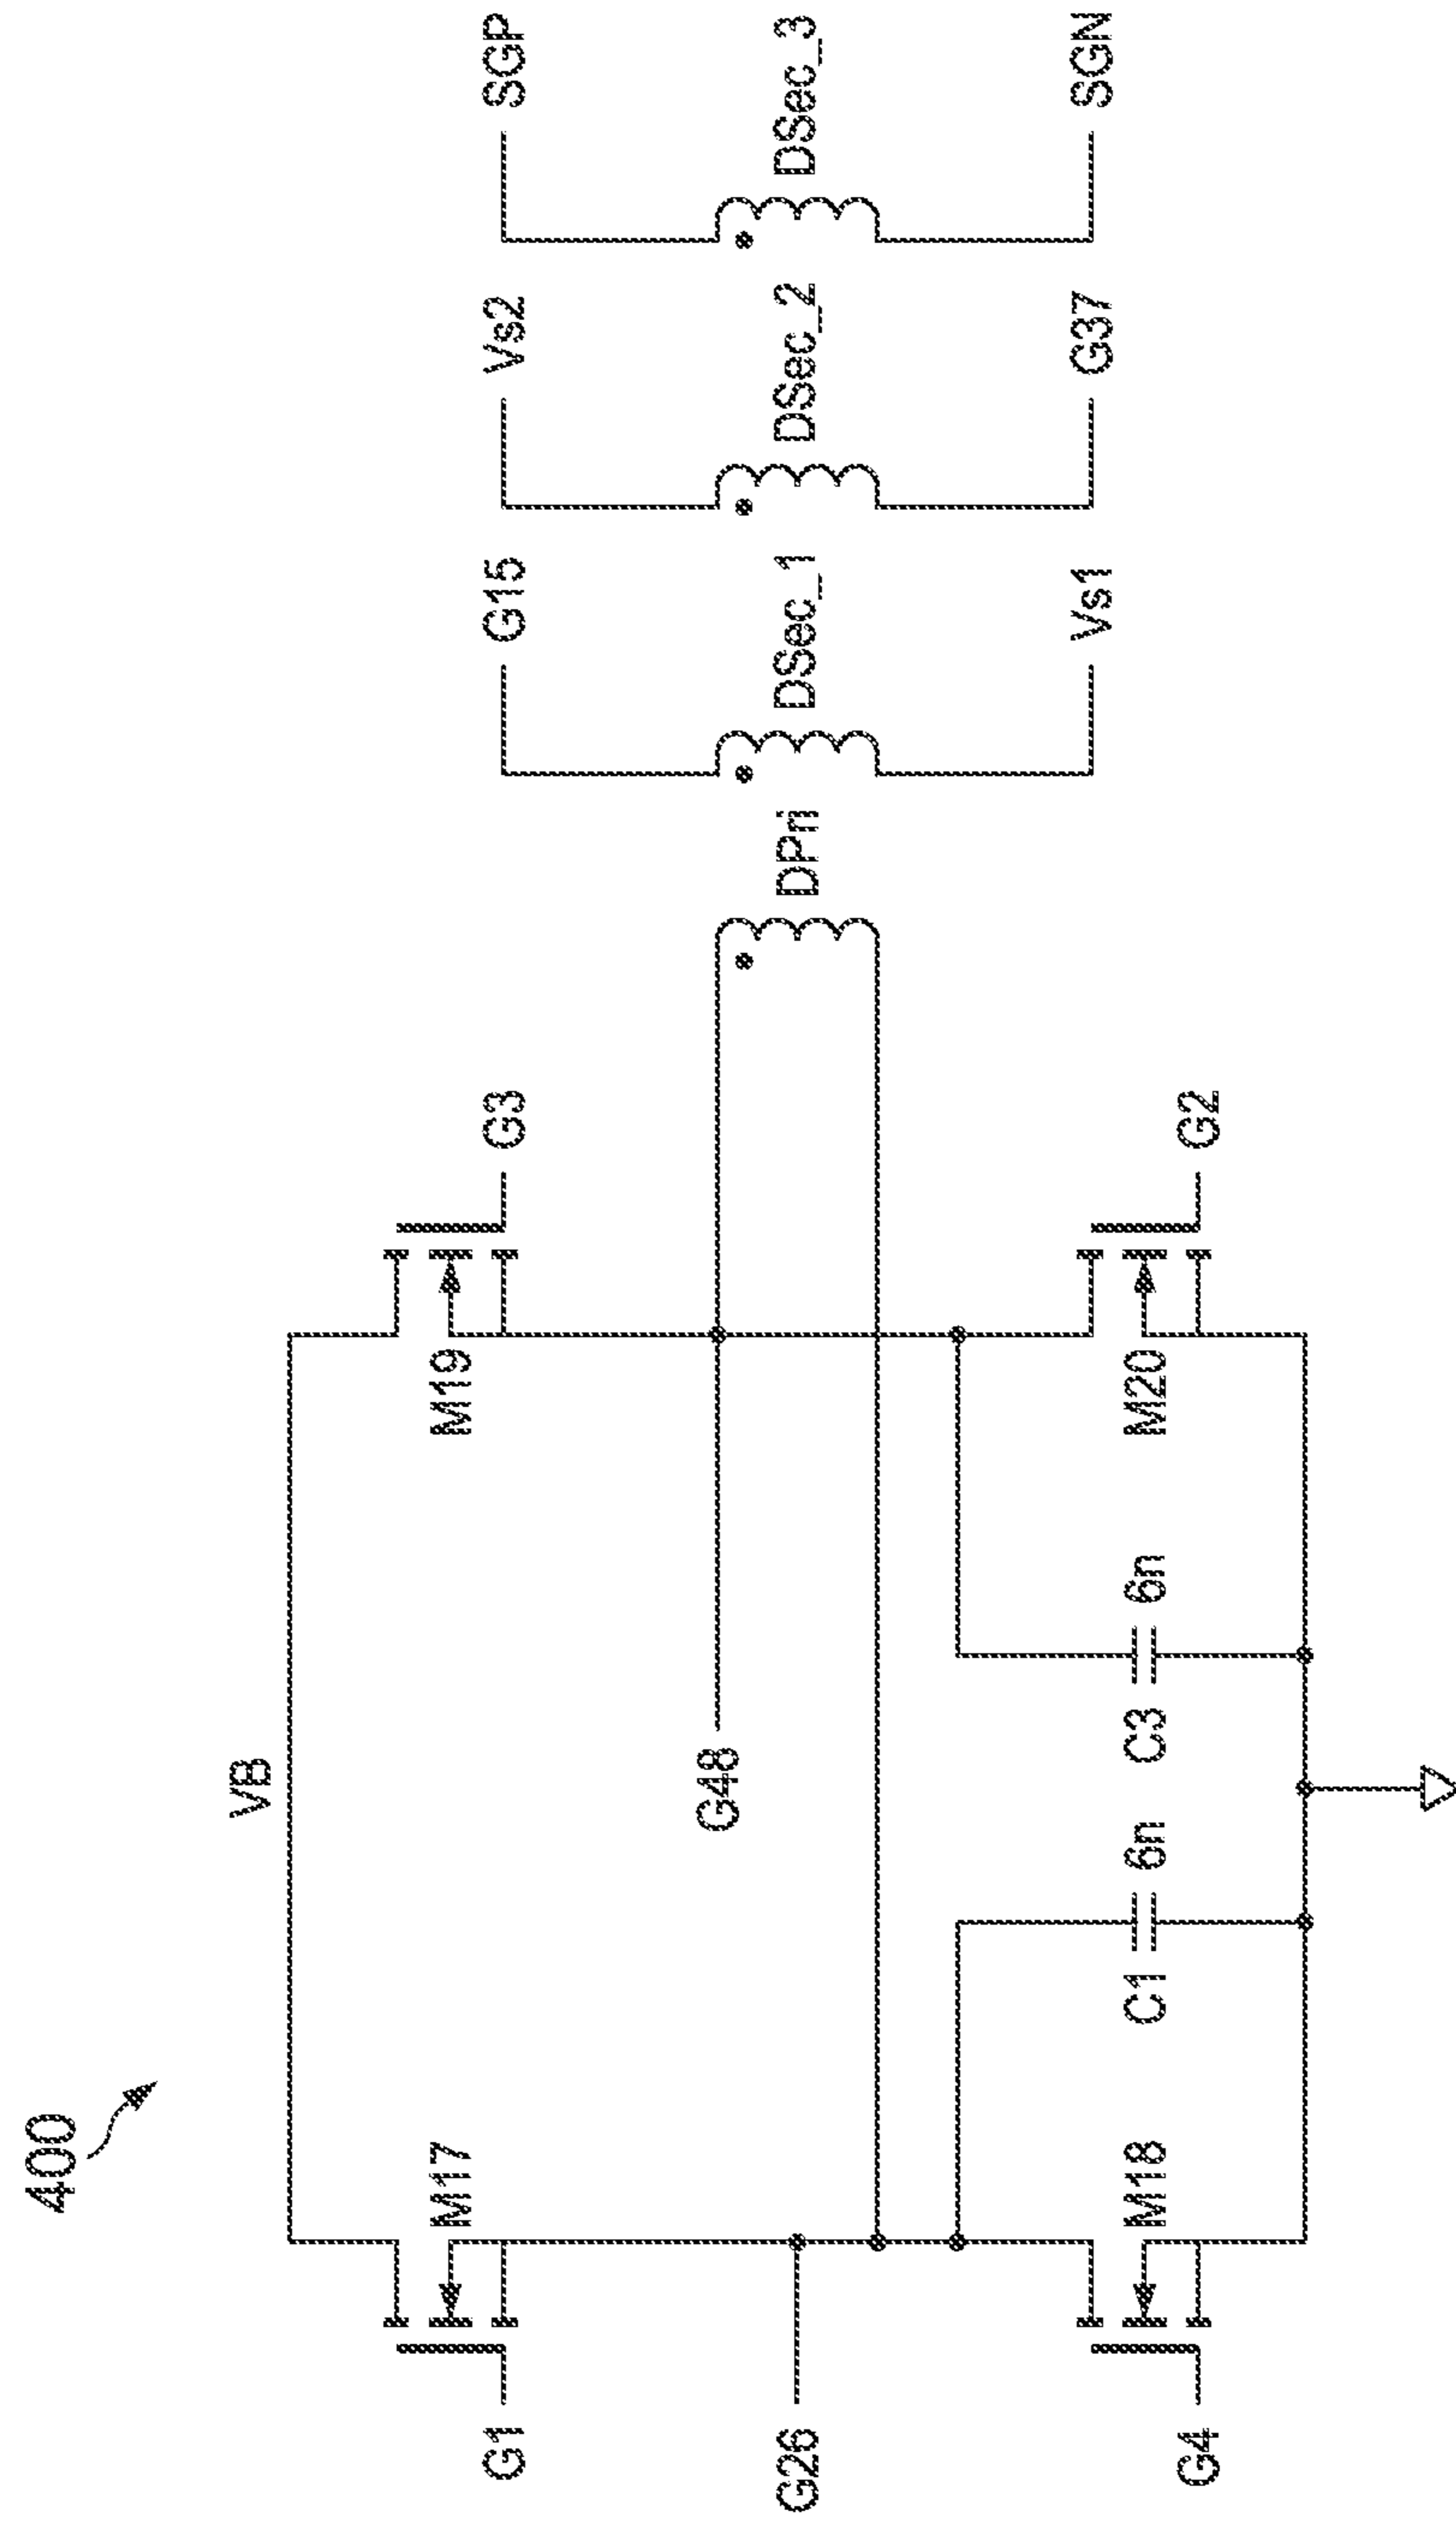 400
VB
G1
M17
M19
G3
G15
Vs2
SGP
G48
G26
DPri
DSec_1
DSec_2
DSec_3
G4
M18
C1
6n
C3
6n
M20
G2
Vs1
G37
SGN